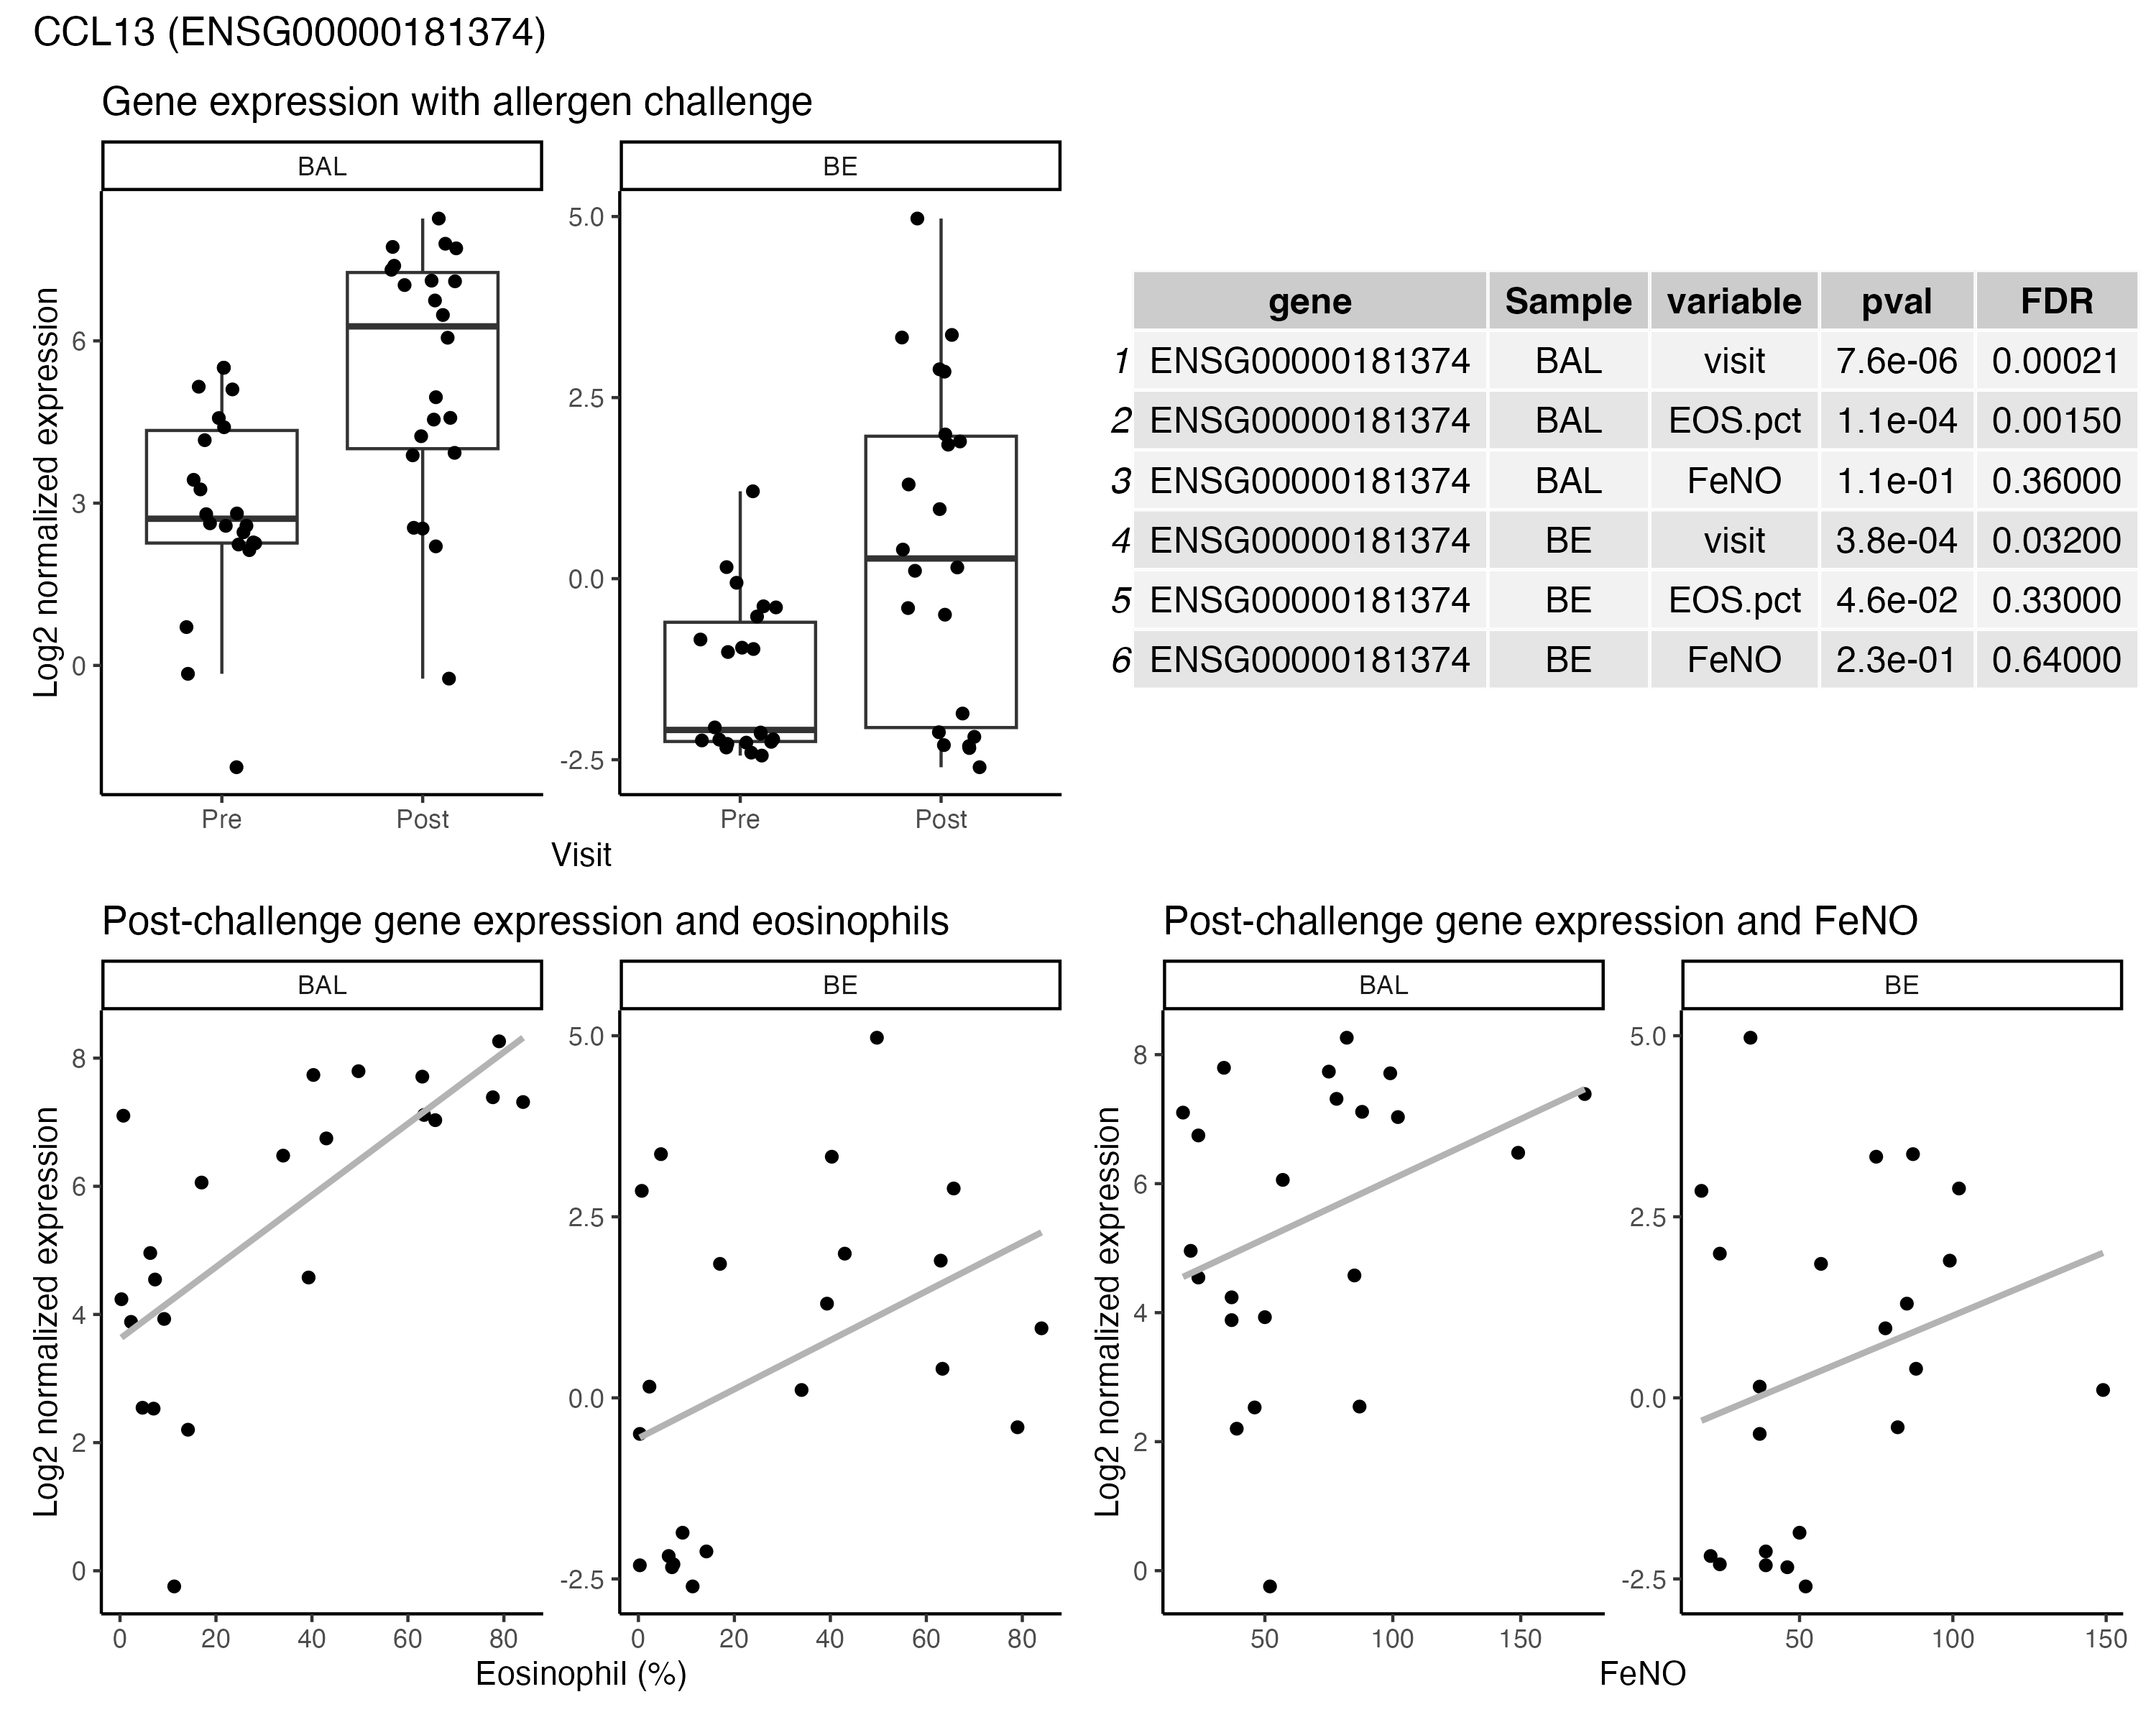 CCL13 (ENSG00000181374)
Gene expression with allergen challenge
BAL
BE
Log2 normalized expression
6
3
0
5.0
2.5
0.0
-2.5
Pre
Post
Pre
Post
Visit
gene Sample variable pval FDR
1 ENSG00000181374 BAL visit 7.6e-06 0.00021
2 ENSG00000181374 BAL EOS.pct 1.1e-04 0.00150
3 ENSG00000181374 BAL FeNO 1.1e-01 0.36000
4 ENSG00000181374 BE visit 3.8e-04 0.03200
5 ENSG00000181374 BE EOS.pct 4.6e-02 0.33000
6 ENSG00000181374 BE FeNO 2.3e-01 0.64000
Post-challenge gene expression and eosinophils
BAL
BE
Log2 normalized expression
8
6
4
2
0
5.0
2.5
0.0
-2.5
0 20 40 60 80
0 20 40 60 80
Eosinophil (%)
Post-challenge gene expression and FeNO
BAL
BE
Log2 normalized expression
8
6
4
2
0
5.0
2.5
0.0
-2.5
50 100 150
50 100 150
FeNO